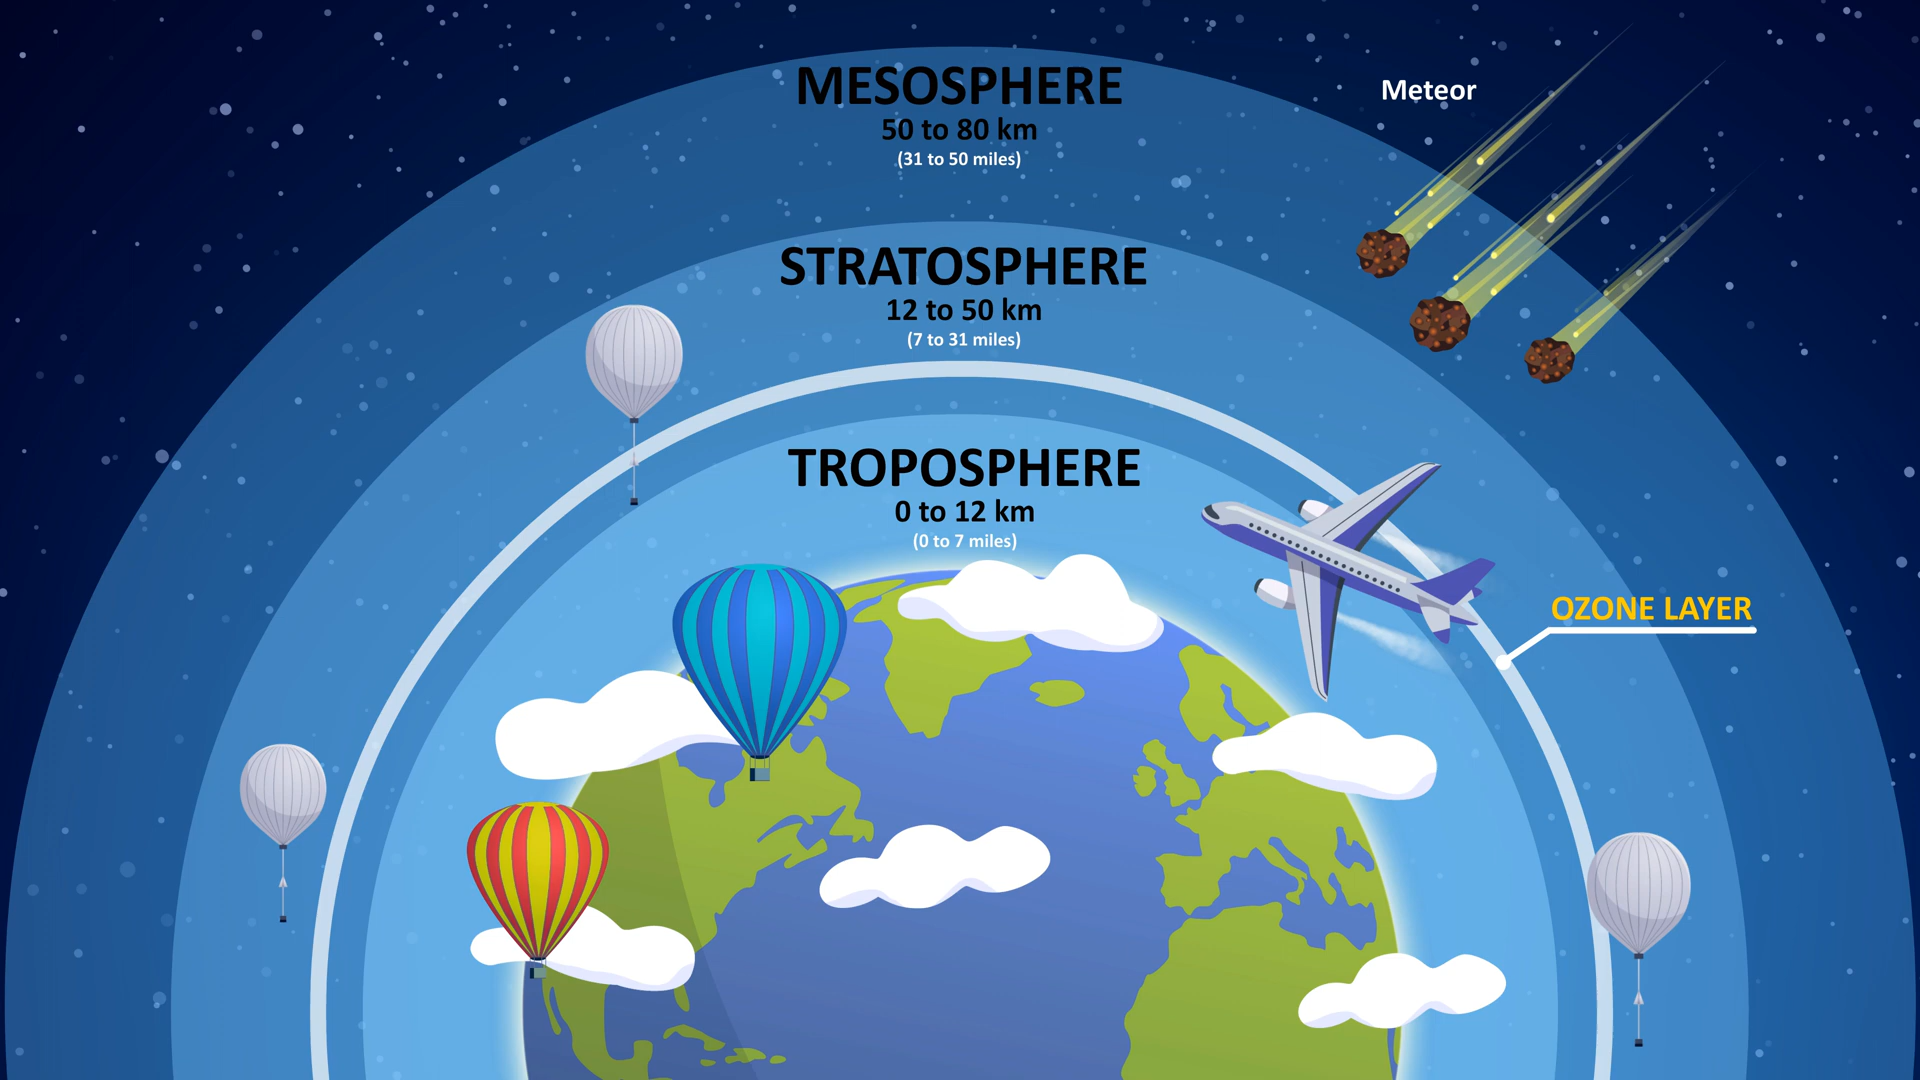 MESOSPHERE
50 to 80 km
(31 to 50 miles)
Meteor
STRATOSPHERE
12 to 50 km
(7 to 31 miles)
TROPOSPHERE
0 to 12 km
(0 to 7 miles)
OZONE LAYER